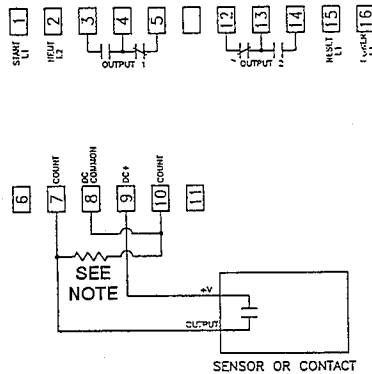 1 2 3 4 5 12 13 14 15 16
START L1
L2
OUTPUT 1
OUTPUT 2
RESET L1
L1
6 7 8 9 10 11
COUNT
DC COMMON
DC+
COUNT
SEE
NOTE
+V
OUTPUT
SENSOR OR CONTACT